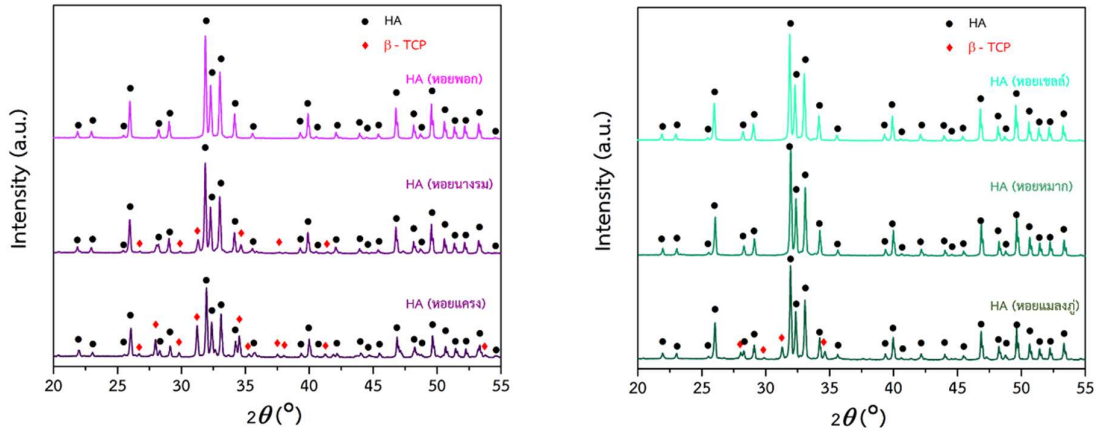 HA
β - TCP
HA (หอยพอก)
HA (หอยนางรม)
HA (หอยแครง)
Intensity (a.u.)
20 25 30 35 40 45 50 55
2θ (°)
HA
β - TCP
HA (หอยเชลล์)
HA (หอยหมาก)
HA (หอยแมลงภู่)
Intensity (a.u.)
20 25 30 35 40 45 50 55
2θ (°)